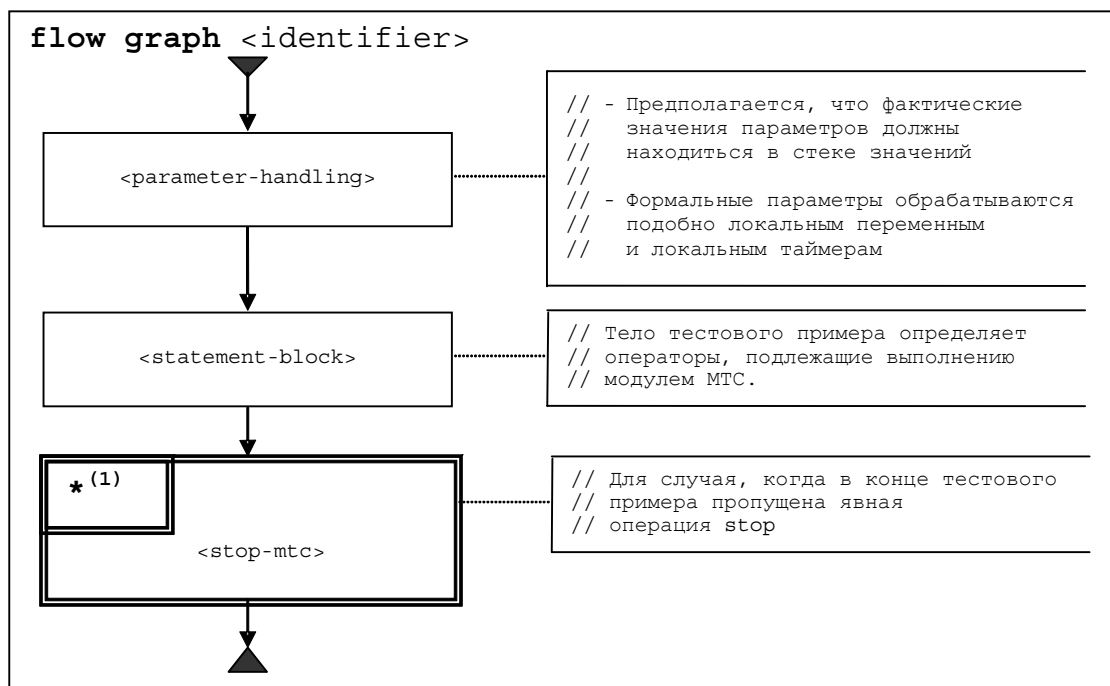 flow graph <identifier>
<parameter-handling>
// - Предполагается, что фактические
//   значения параметров должны
//   находиться в стеке значений
//
// - Формальные параметры обрабатываются
//   подобно локальным переменным
//   и локальным таймерам
<statement-block>
// Тело тестового примера определяет
// операторы, подлежащие выполнению
// модулем MTC.
*(1)
<stop-mtc>
// Для случая, когда в конце тестового
// примера пропущена явная
// операция stop